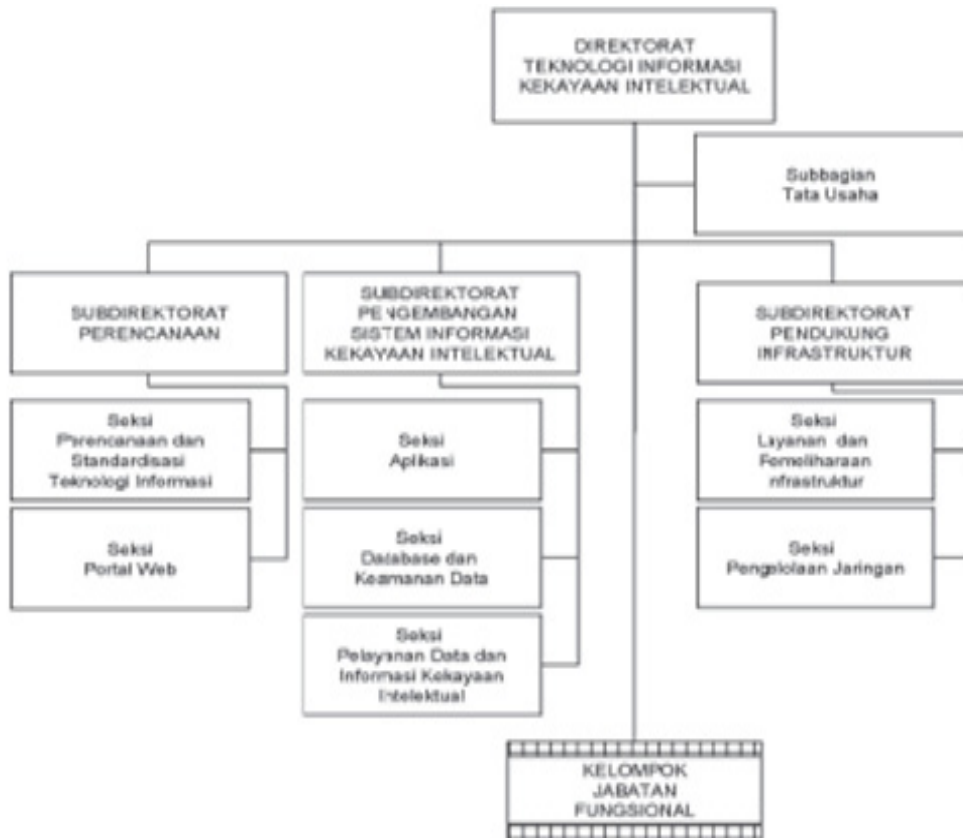 DIREKTORAT
TEKNOLOGI INFORMASI
KEKAYAAN INTELEKTUAL
Subbagian
Tata Usaha
SUBDIREKTORAT
PERENCANAAN
SUBDIREKTORAT
PENGEMBANGAN
SISTEM INFORMASI
KEKAYAAN INTELEKTUAL
SUBDIREKTORAT
PENDUKUNG
INFRASTRUKTUR
Seksi
Perencanaan dan
Standardisasi
Teknologi Informasi
Seksi
Portal Web
Seksi
Aplikasi
Seksi
Database dan
Keamanan Data
Seksi
Pelayanan Data dan
Informasi Kekayaan
Intelektual
Seksi
Layanan dan
Pemeliharaan
nfrastruktur
Seksi
Pengelolaan Jaringan
KELOMPOK
JABATAN
FUNGSIONAL